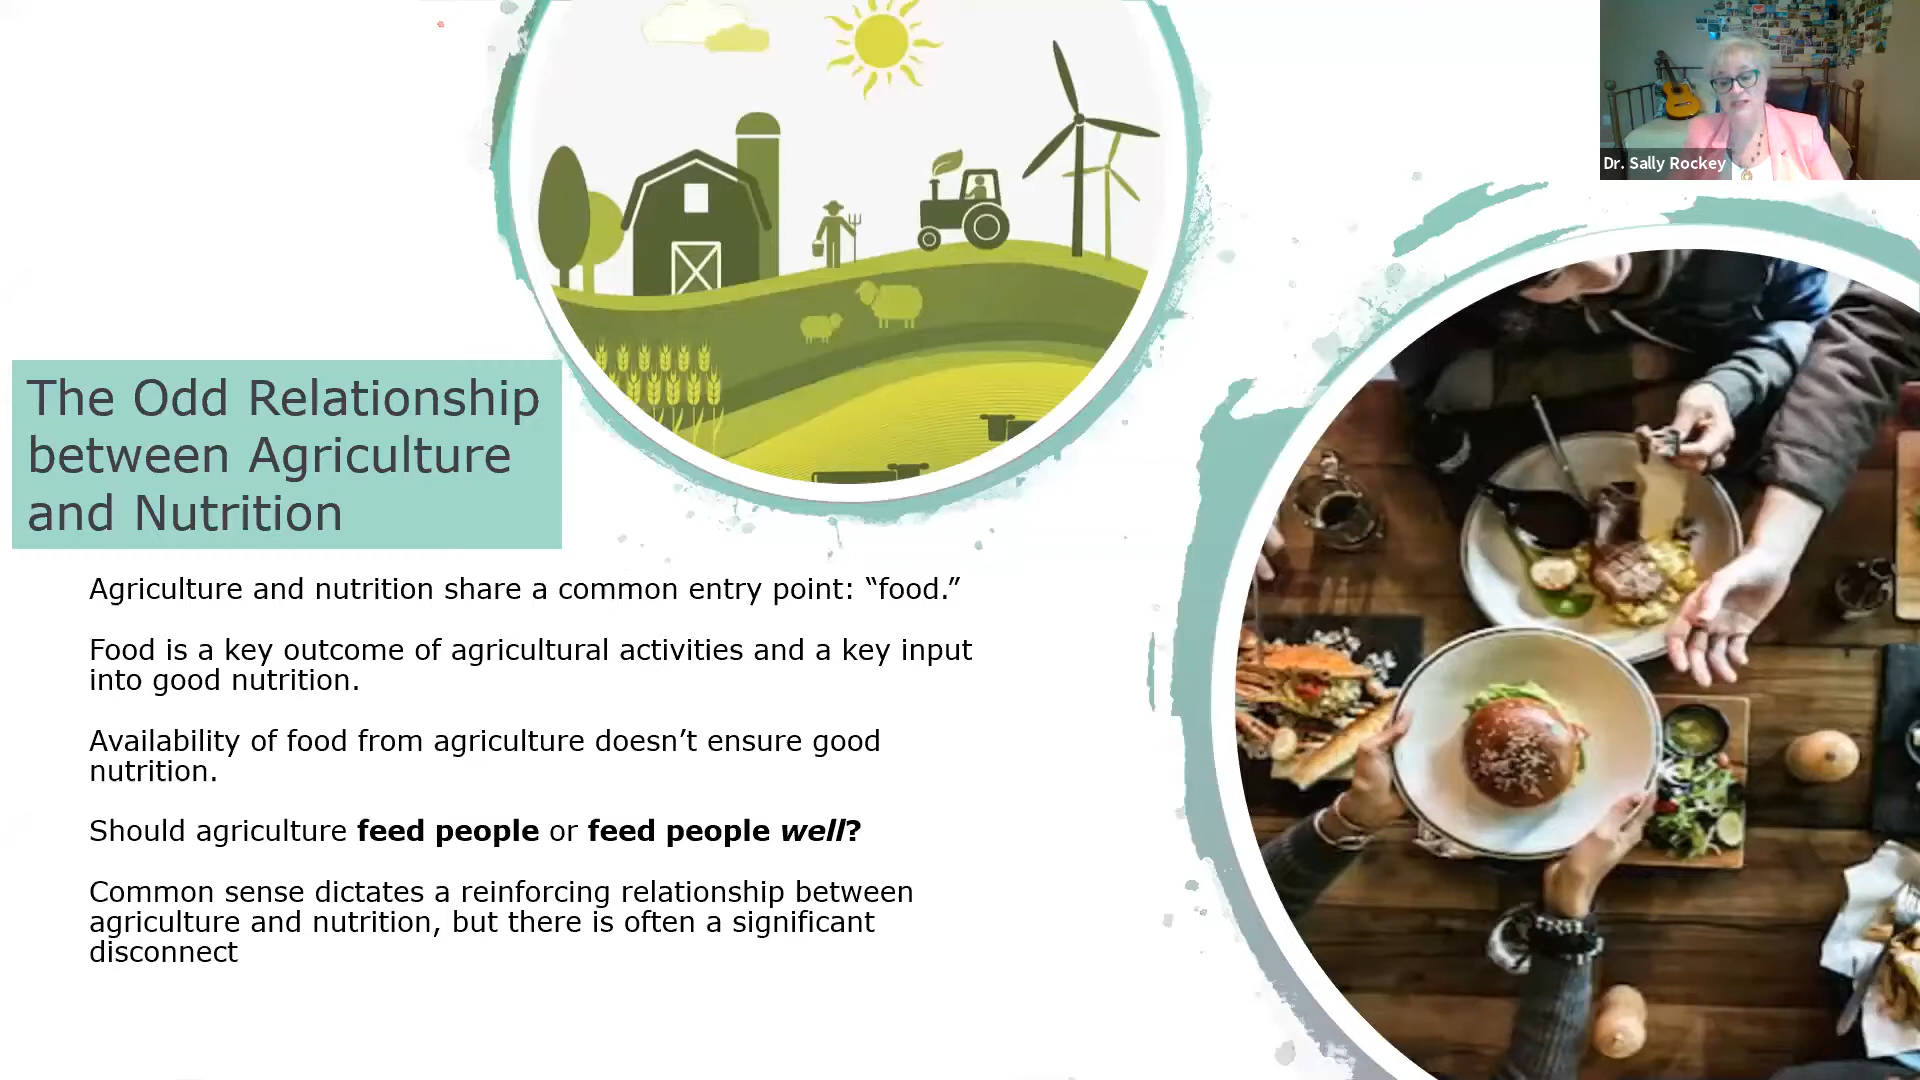 Dr. Sally Rockey
The Odd Relationship
between Agriculture
and Nutrition
Agriculture and nutrition share a common entry point: “food.”
Food is a key outcome of agricultural activities and a key input
into good nutrition.
Availability of food from agriculture doesn’t ensure good
nutrition.
Should agriculture feed people or feed people well?
Common sense dictates a reinforcing relationship between
agriculture and nutrition, but there is often a significant
disconnect